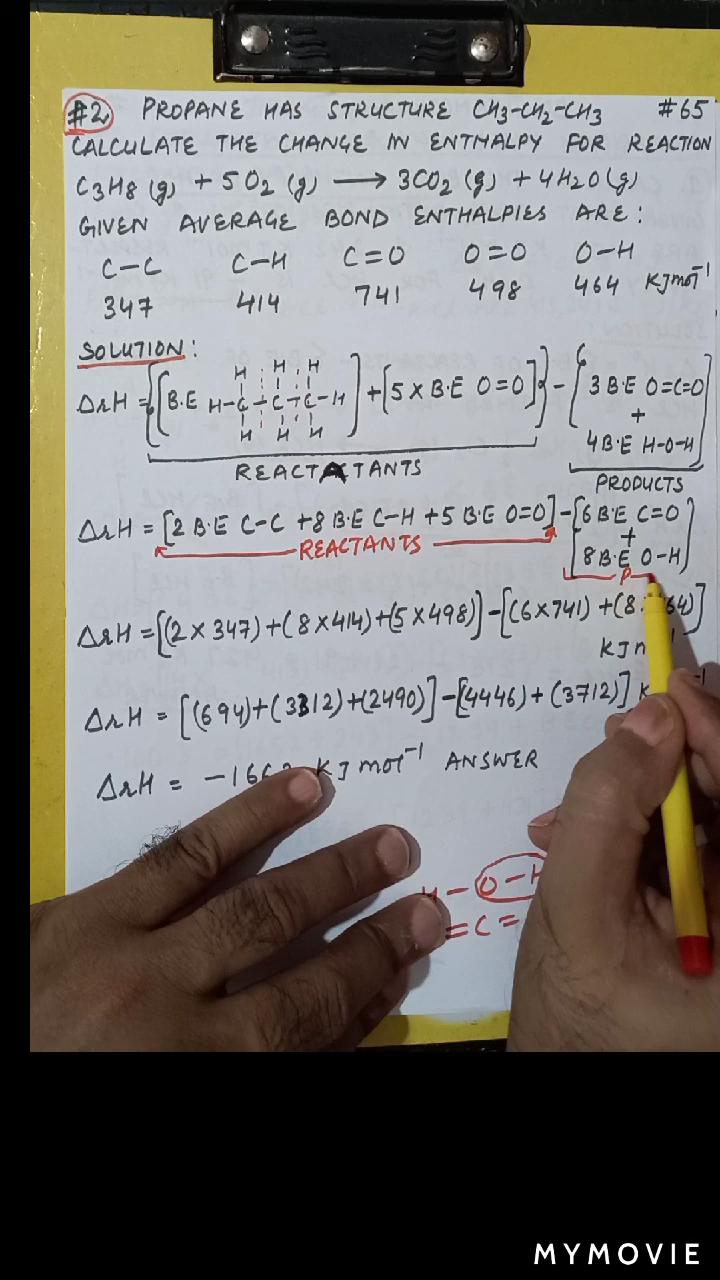 #2 PROPANE HAS STRUCTURE CH3-CH2-CH3 #65
CALCULATE THE CHANGE IN ENTHALPY FOR REACTION
C3H8 (g) + 5O2 (g) ⟶ 3CO2 (g) + 4H2O (g)
GIVEN AVERAGE BOND ENTHALPIES ARE:
C-C C-H C=O O=O O-H
347 414 741 498 464 KJmol⁻¹
SOLUTION:
H H H
ΔrH = {[B.E H-C-C-C-H] + [5 X B.E O=O]} - [3 B.E O=C=O
H H H
+
4 B.E H-O-H]
REACTANTS
PRODUCTS
ΔrH = [2 B.E C-C + 8 B.E C-H + 5 B.E O=O] - [6 B.E C=O
+
8 B.E O-H]
REACTANTS
P
ΔrH = [(2 X 347) + (8 X 414) + (5 X 498)] - [(6 X 741) + (8 64)]
KJ
ΔrH = [(694) + (3312) + (2490)] - [4446) + (3712)] K
ΔrH = -166 KJ mol⁻¹ ANSWER
H - O - H
= C =
MYMOVIE